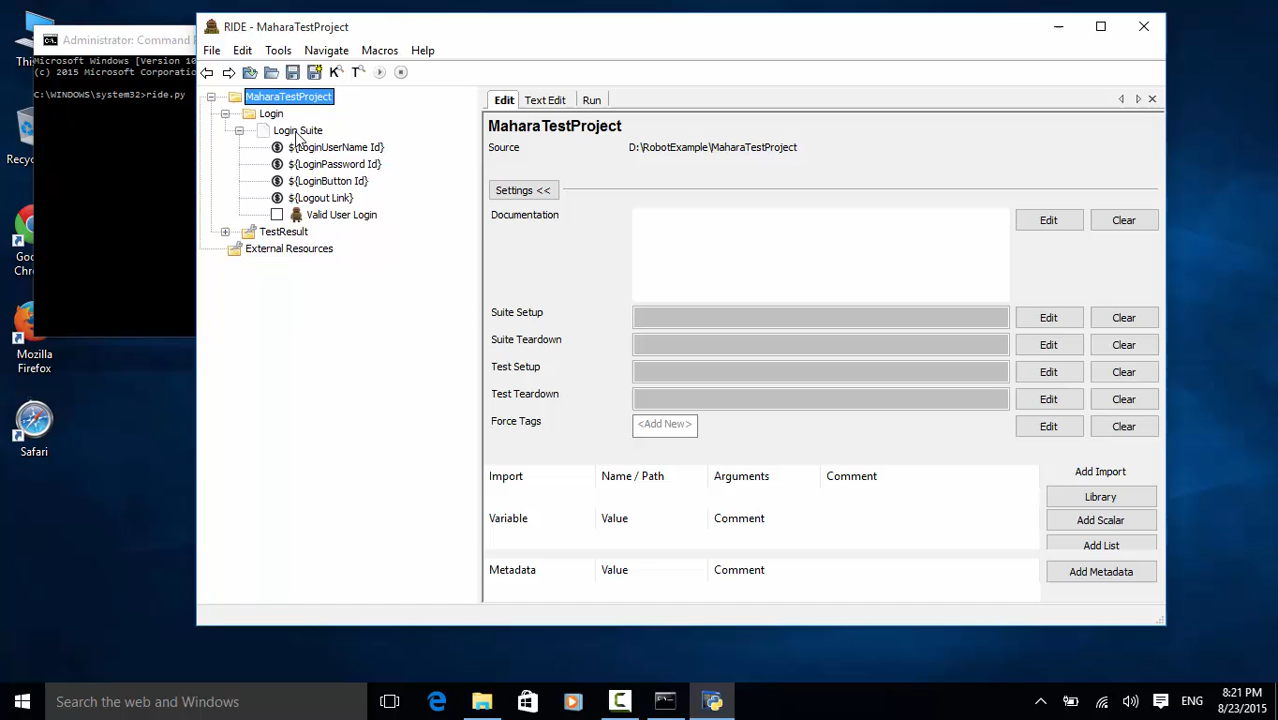 Thi
Administrator: Command P
Microsoft Windows [Version 10
(c) 2015 Microsoft Corporatio
C:\WINDOWS\system32>ride.py
Recy
Goo
Chr
Mozilla
Firefox
Safari
RIDE - MaharaTestProject
File Edit Tools Navigate Macros Help
MaharaTestProject
Login
Login Suite
${LoginUserName Id}
${LoginPassword Id}
${LoginButton Id}
${Logout Link}
Valid User Login
TestResult
External Resources
Edit Text Edit Run
MaharaTestProject
Source D:\RobotExample\MaharaTestProject
Settings <<
Documentation Edit Clear
Suite Setup Edit Clear
Suite Teardown Edit Clear
Test Setup Edit Clear
Test Teardown Edit Clear
Force Tags <Add New> Edit Clear
Import Name / Path Arguments Comment Add Import
Library
Variable Value Comment Add Scalar
Add List
Metadata Value Comment Add Metadata
Search the web and Windows
ENG
8:21 PM
8/23/2015